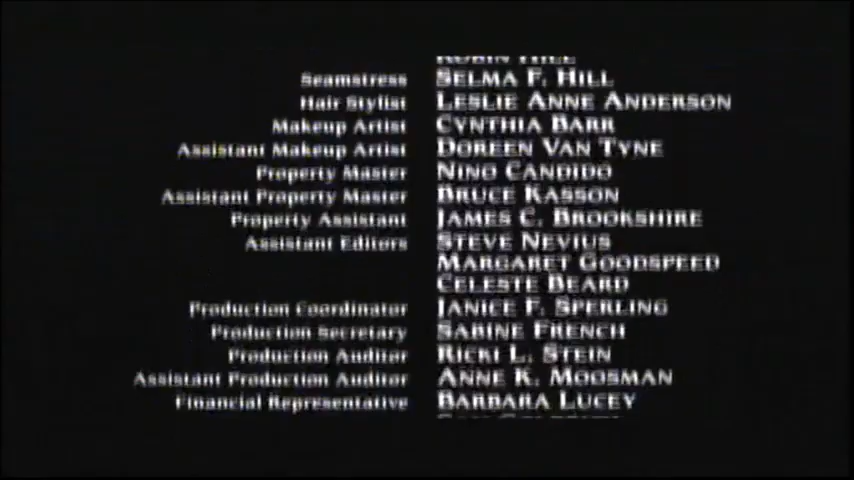 ROBIN HILL
Seamstress SELMA F. HILL
Hair Stylist LESLIE ANNE ANDERSON
Makeup Artist CYNTHIA BARR
Assistant Makeup Artist DOREEN VAN TYNE
Property Master NINO CANDIDO
Assistant Property Master BRUCE KASSON
Property Assistant JAMES C. BROOKSHIRE
Assistant Editors STEVE NEVIUS
MARGARET GOODSPEED
CELESTE BEARD
Production Coordinator JANICE F. SPERLING
Production Secretary SABINE FRENCH
Production Auditor RICKI L. STEIN
Assistant Production Auditor ANNE K. MOOSMAN
Financial Representative BARBARA LUCEY